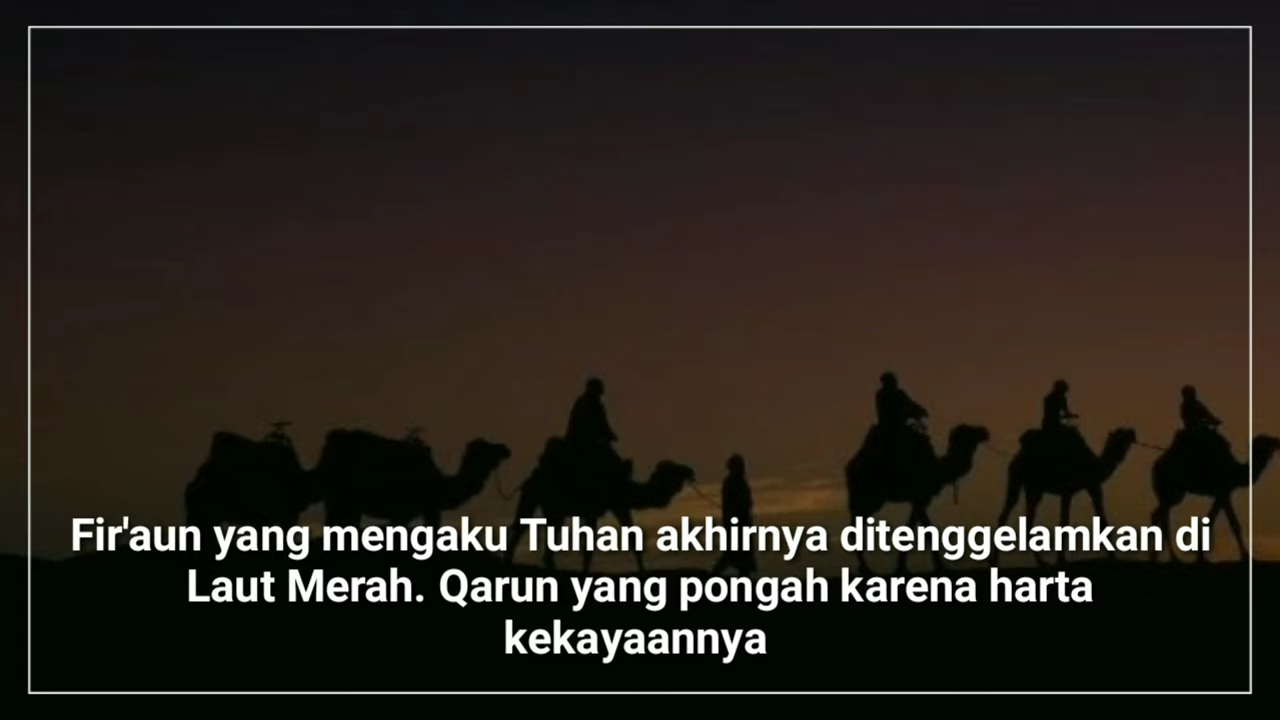 Fir'aun yang mengaku Tuhan akhirnya ditenggelamkan di
Laut Merah. Qarun yang pongah karena harta
kekayaannya